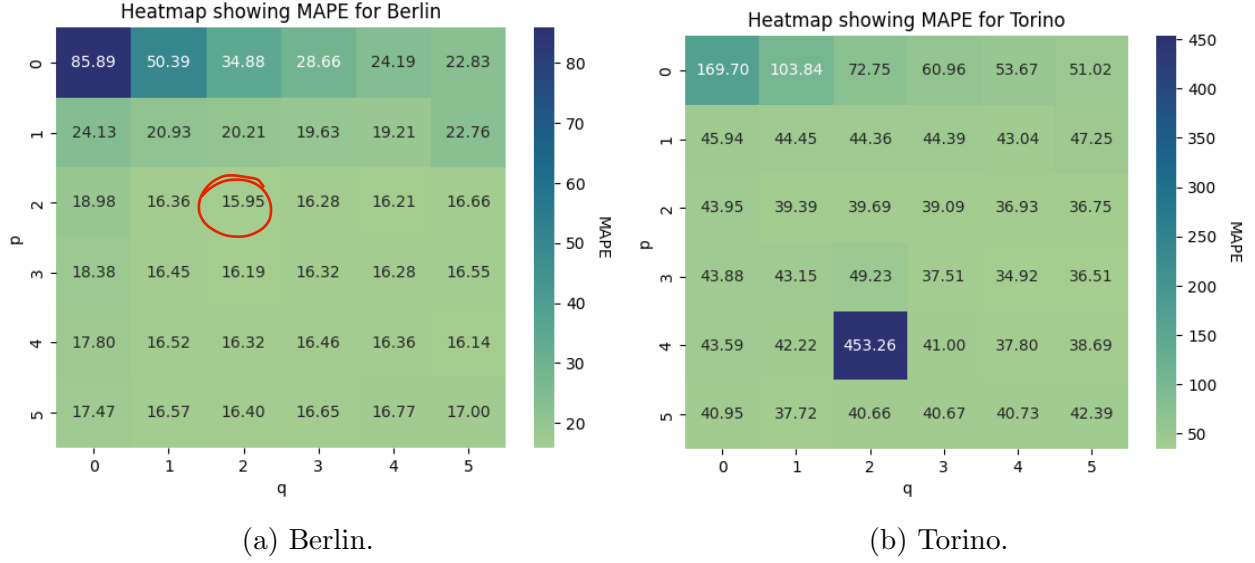 Heatmap showing MAPE for Berlin
0 85.89 50.39 34.88 28.66 24.19 22.83
1 24.13 20.93 20.21 19.63 19.21 22.76
2 18.98 16.36 15.95 16.28 16.21 16.66
3 18.38 16.45 16.19 16.32 16.28 16.55
4 17.80 16.52 16.32 16.46 16.36 16.14
5 17.47 16.57 16.40 16.65 16.77 17.00
0 1 2 3 4 5
p
q
80
70
60
50
40
30
20
MAPE
(a) Berlin.
Heatmap showing MAPE for Torino
0 169.70 103.84 72.75 60.96 53.67 51.02
1 45.94 44.45 44.36 44.39 43.04 47.25
2 43.95 39.39 39.69 39.09 36.93 36.75
3 43.88 43.15 49.23 37.51 34.92 36.51
4 43.59 42.22 453.26 41.00 37.80 38.69
5 40.95 37.72 40.66 40.67 40.73 42.39
0 1 2 3 4 5
p
q
450
400
350
300
250
200
150
100
50
MAPE
(b) Torino.